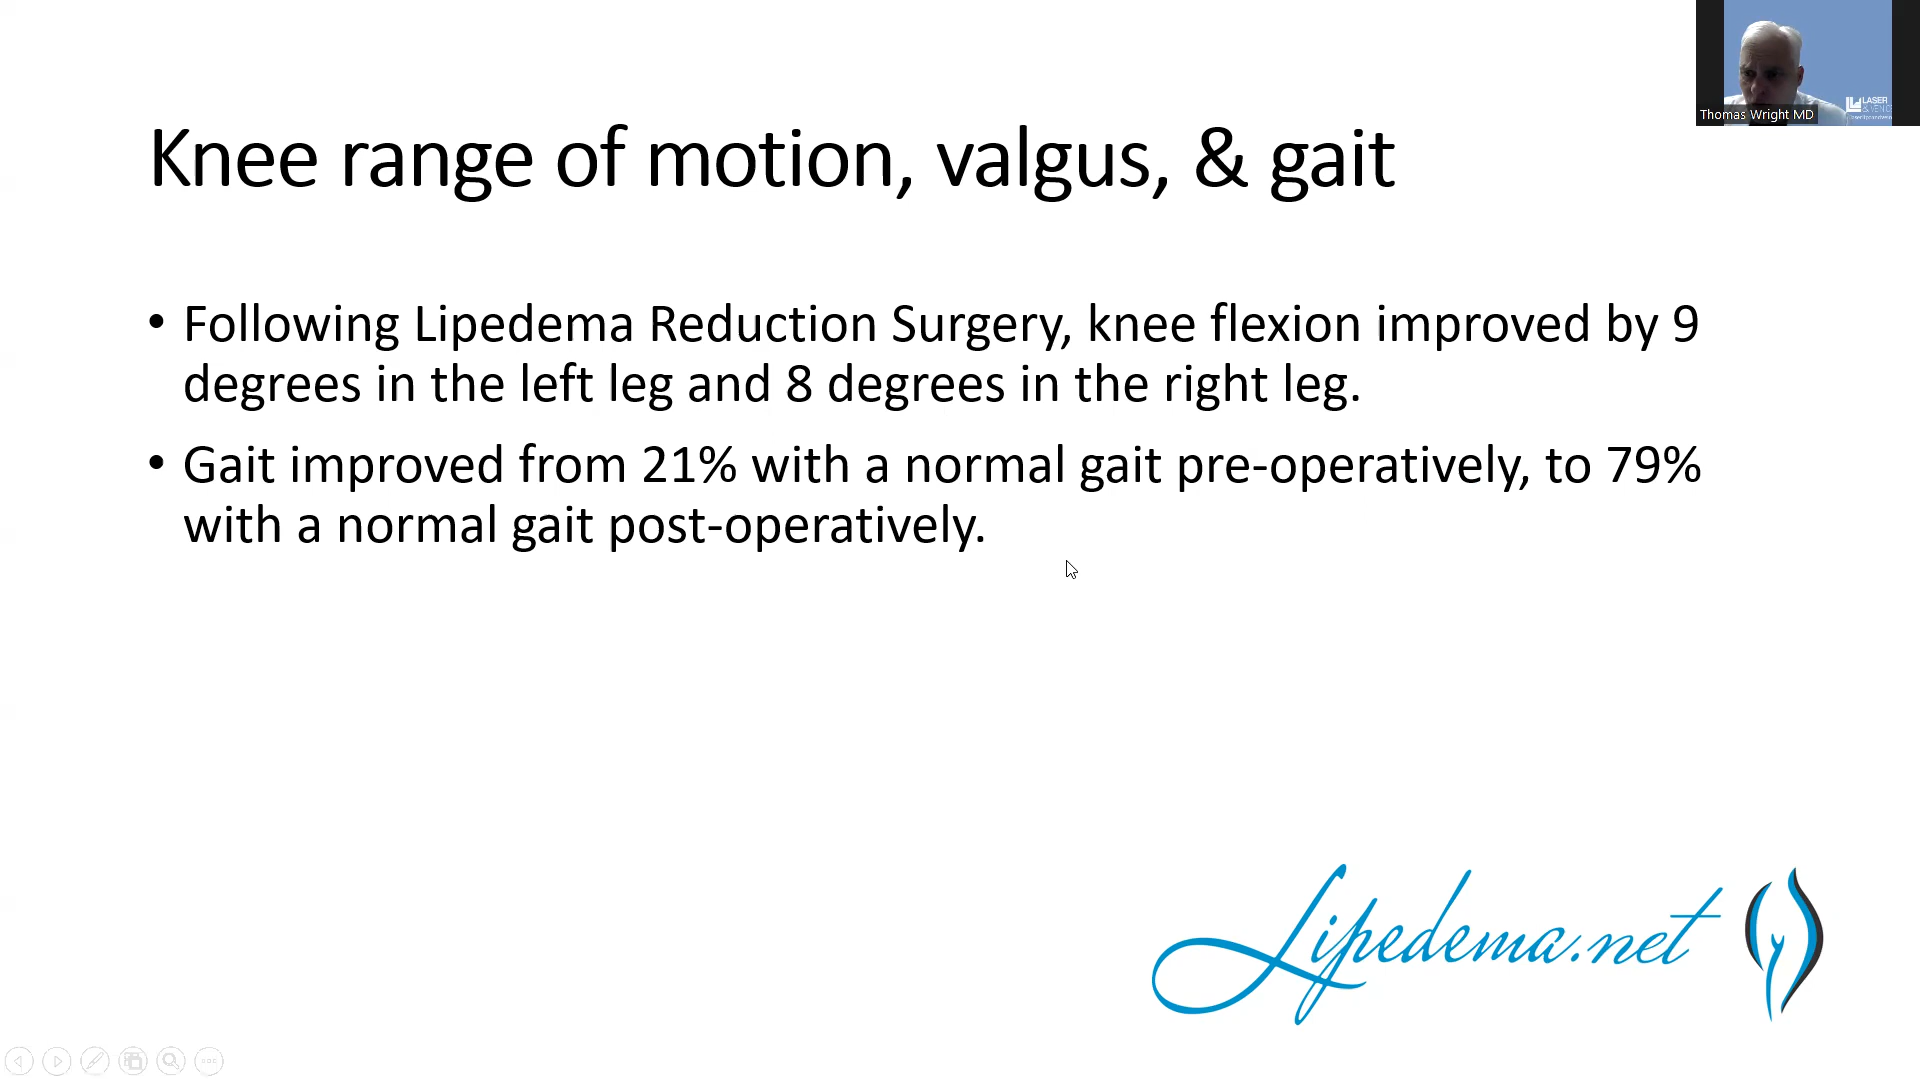 Thomas Wright MD
LASER
Knee range of motion, valgus, & gait
• Following Lipedema Reduction Surgery, knee flexion improved by 9
degrees in the left leg and 8 degrees in the right leg.
• Gait improved from 21% with a normal gait pre-operatively, to 79%
with a normal gait post-operatively.
Lipedema.net